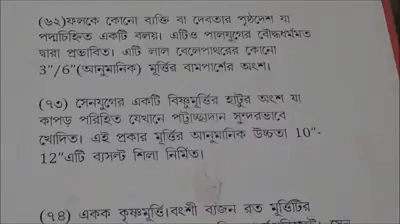 (৬২)ফলকে কোনো ব্যক্তি বা দেবতার পৃষ্ঠদেশ যা
পদ্মচিহ্নিত একটি বলয়। এটিও পালযুগের বৌদ্ধধর্মমত
দ্বারা প্রভাবিত। এটি লাল বেলেপাথরের কোনো
3"/6"(আনুমানিক) মূর্ত্তির বামপার্শের অংশ।
(৭৩) সেনযুগের একটি বিষ্ণুমূর্ত্তির হাটুর অংশ যা
কাপড় পরিহিত যেখানে পট্টাচ্ছাদান সুন্দরভাবে
খোদিত। এই প্রকার মূর্ত্তির আনুমানিক উচ্চতা 10"-
12"এটি ব্যসল্ট শিলা নির্মিত।
(৭৪) একক কৃষ্ণমূর্ত্তি।বংশী ব্যজন রত মূর্ত্তিটির